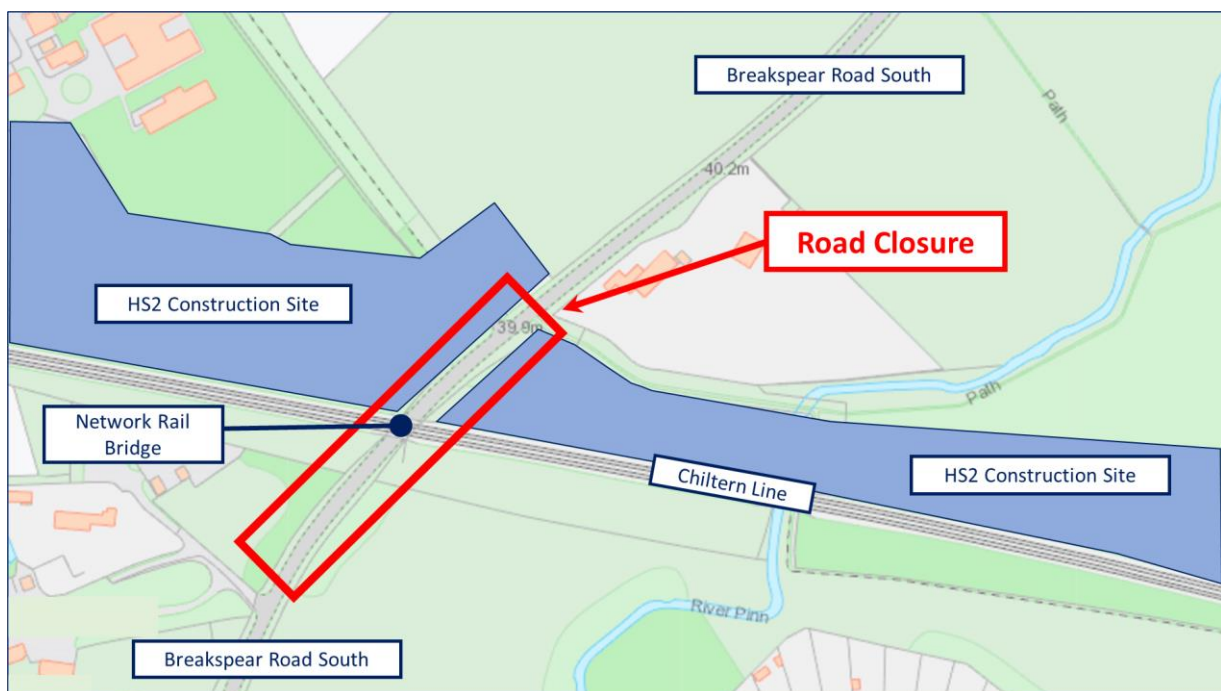 Breakspear Road South
Path
40.2m
Road Closure
HS2 Construction Site
39.9m
Path
Network Rail
Bridge
Chiltern Line
HS2 Construction Site
River Pinn
Breakspear Road South